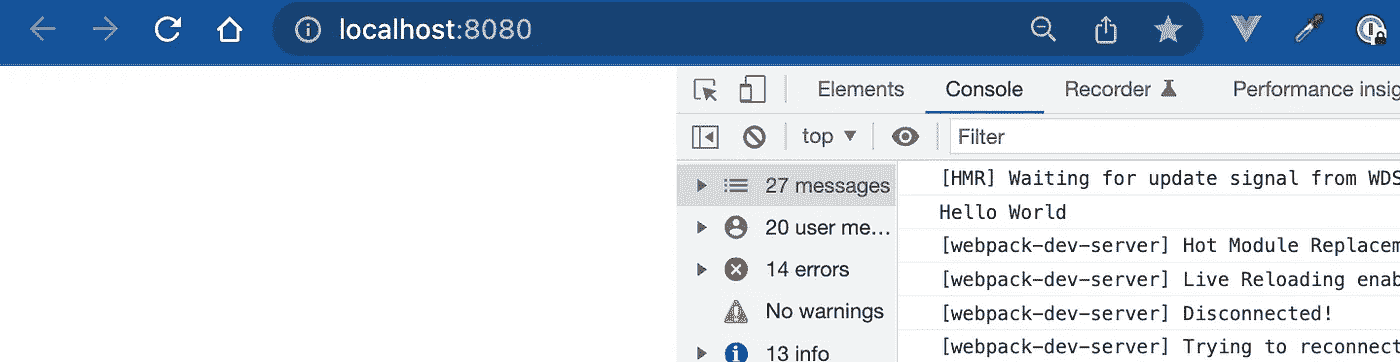 localhost:8080
Elements Console Recorder Performance insig
top Filter
27 messages
20 user me...
14 errors
No warnings
13 info
[HMR] Waiting for update signal from WDS
Hello World
[webpack-dev-server] Hot Module Replacem
[webpack-dev-server] Live Reloading enab
[webpack-dev-server] Disconnected!
[webpack-dev-server] Trying to reconnect